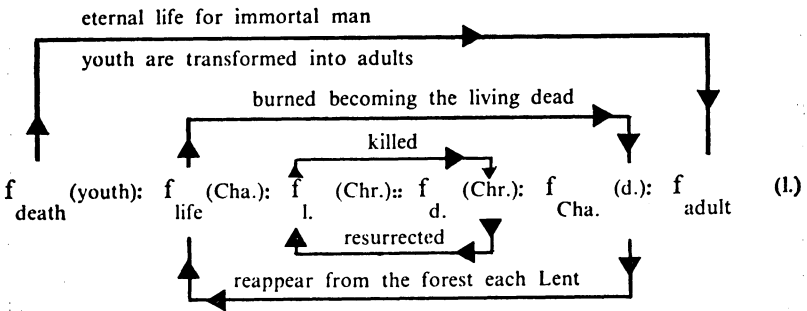 eternal life for immortal man
youth are transformed into adults
burned becoming the living dead
killed
f death (youth): f life (Cha.): f l. (Chr.):: f d. (Chr.): f Cha. (d.): f adult (l.)
resurrected
reappear from the forest each Lent